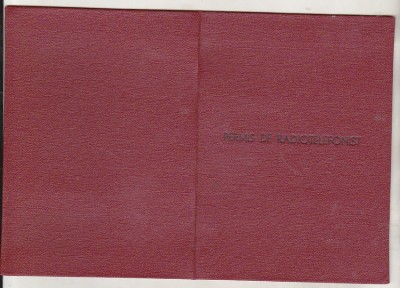 PERMIS DE RADIOTELEFONIST